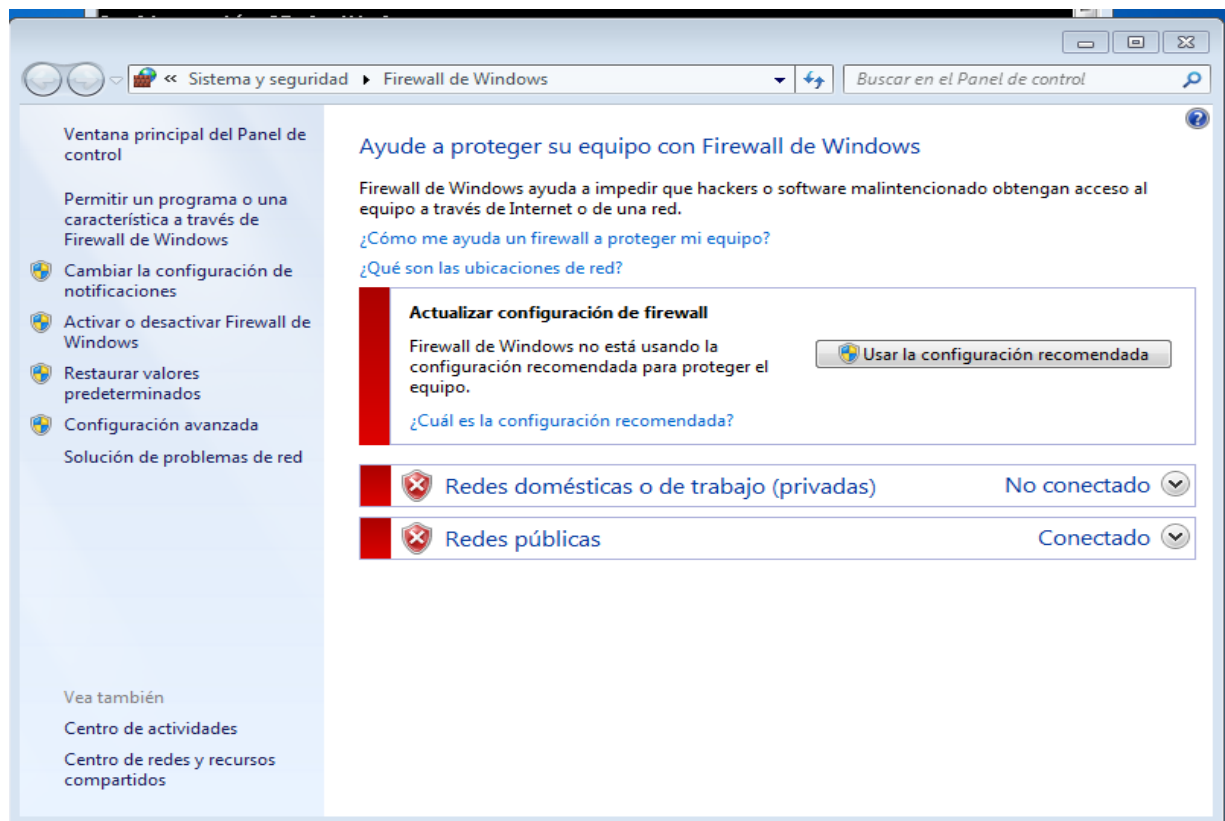 « Sistema y seguridad ▸ Firewall de Windows
Buscar en el Panel de control
Ventana principal del Panel de
control
Permitir un programa o una
característica a través de
Firewall de Windows
Cambiar la configuración de
notificaciones
Activar o desactivar Firewall de
Windows
Restaurar valores
predeterminados
Configuración avanzada
Solución de problemas de red
Vea también
Centro de actividades
Centro de redes y recursos
compartidos
Ayude a proteger su equipo con Firewall de Windows
Firewall de Windows ayuda a impedir que hackers o software malintencionado obtengan acceso al
equipo a través de Internet o de una red.
¿Cómo me ayuda un firewall a proteger mi equipo?
¿Qué son las ubicaciones de red?
Actualizar configuración de firewall
Firewall de Windows no está usando la
configuración recomendada para proteger el
equipo.
Usar la configuración recomendada
¿Cuál es la configuración recomendada?
Redes domésticas o de trabajo (privadas) No conectado
Redes públicas Conectado